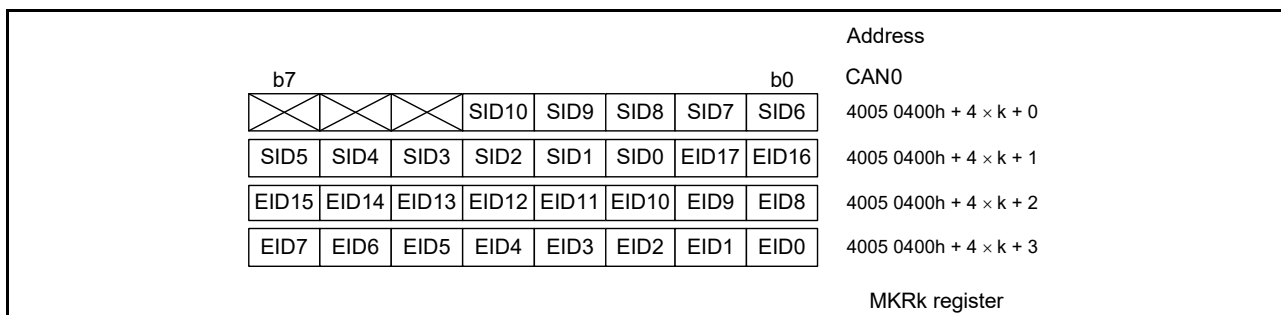 Address
b7 b0 CAN0
SID10 SID9 SID8 SID7 SID6 4005 0400h + 4 × k + 0
SID5 SID4 SID3 SID2 SID1 SID0 EID17 EID16 4005 0400h + 4 × k + 1
EID15 EID14 EID13 EID12 EID11 EID10 EID9 EID8 4005 0400h + 4 × k + 2
EID7 EID6 EID5 EID4 EID3 EID2 EID1 EID0 4005 0400h + 4 × k + 3
MKRk register